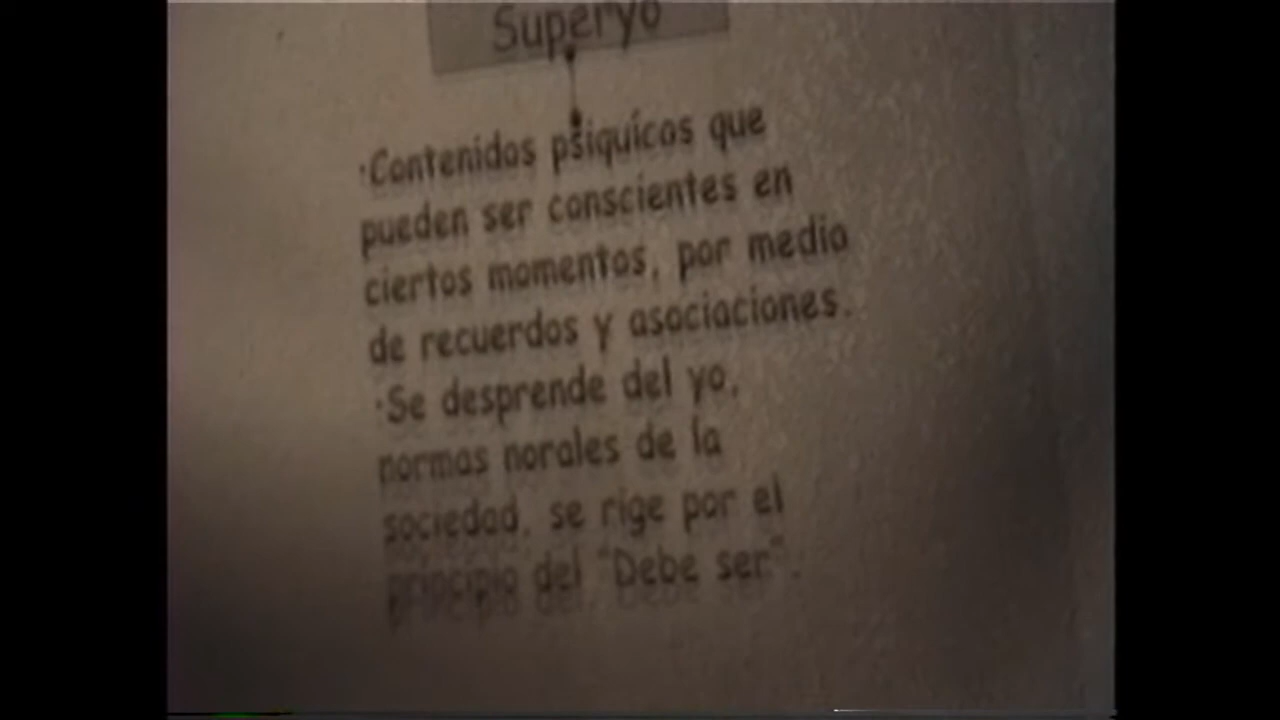 Superyo
·Contenidos psiquícos que
pueden ser conscientes en
ciertos momentos, por medio
de recuerdos y asociaciones.
·Se desprende del yo,
normas norales de la
sociedad, se rige por el
principio del "Debe ser".